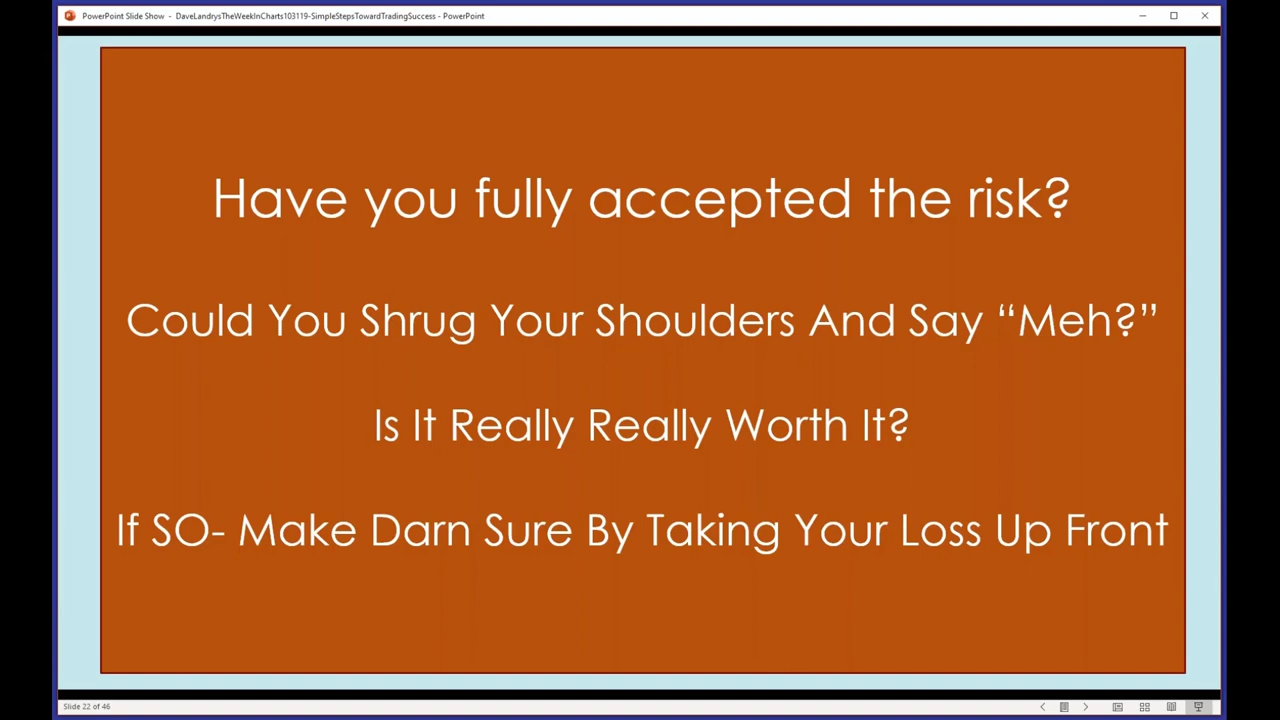 PowerPoint Slide Show - DaveLandrysTheWeekInCharts103119-SimpleStepsTowardTradingSuccess - PowerPoint
Have you fully accepted the risk?
Could You Shrug Your Shoulders And Say “Meh?”
Is It Really Really Worth It?
If SO- Make Darn Sure By Taking Your Loss Up Front
Slide 22 of 46